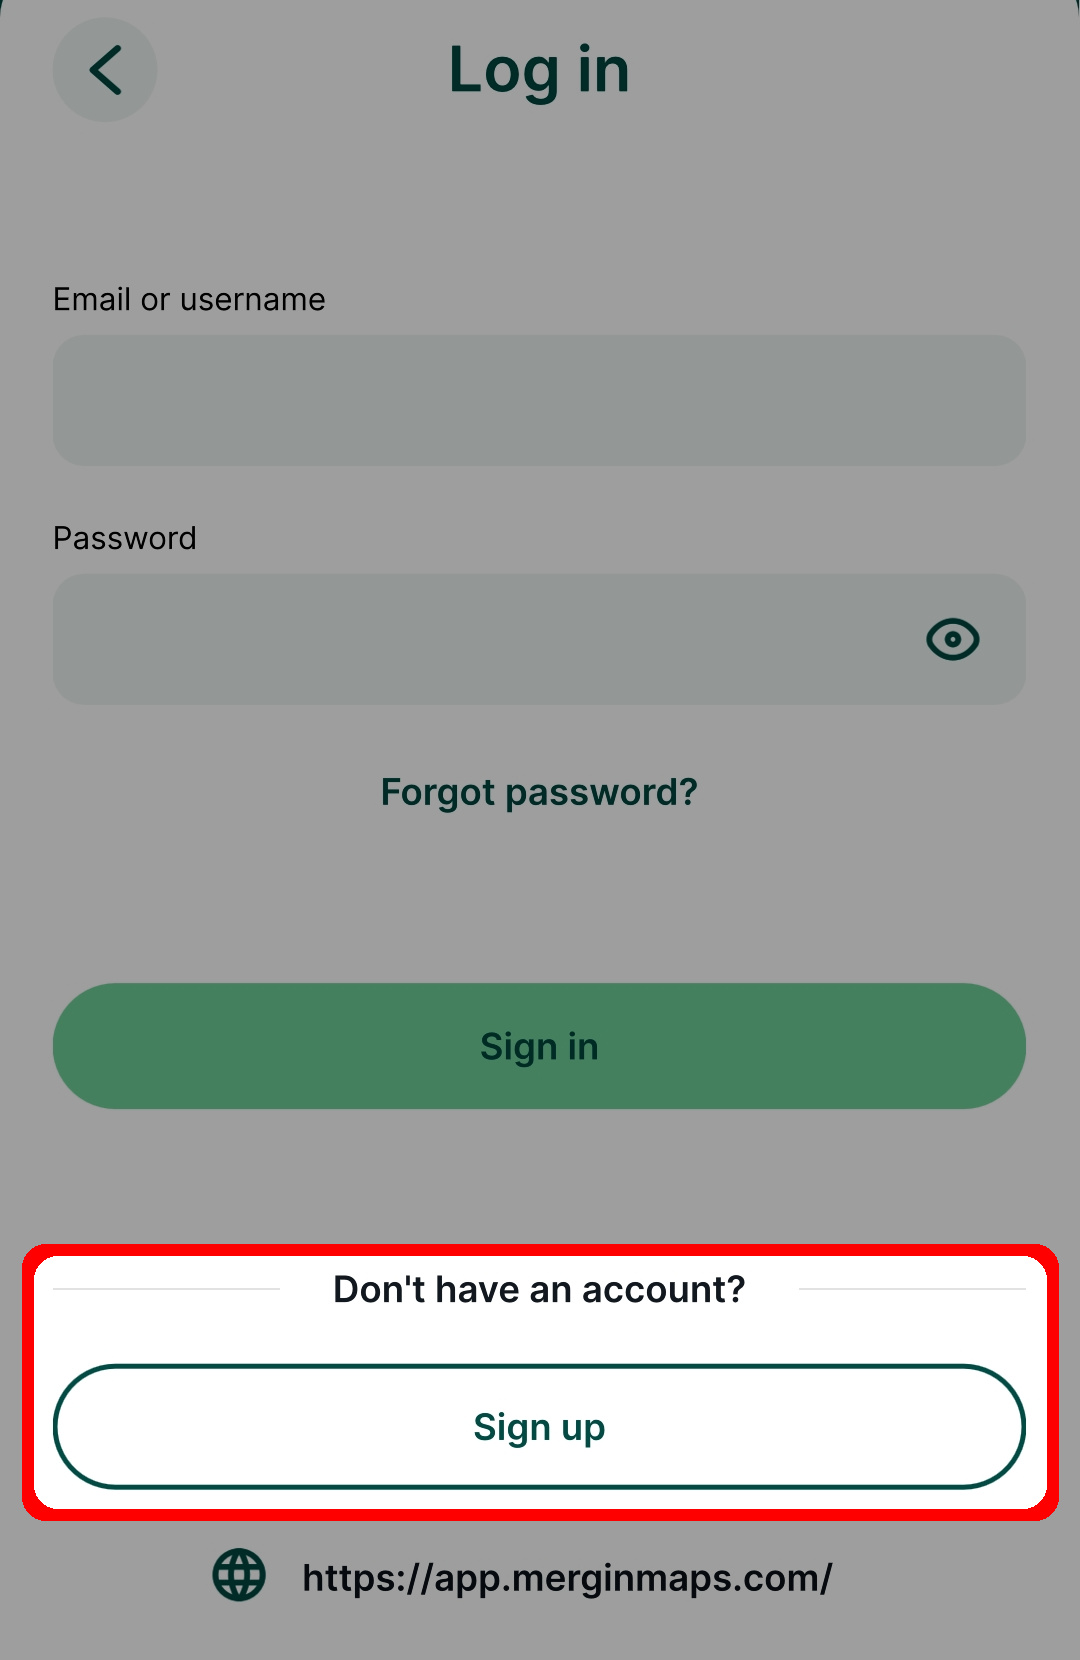 Log in
Email or username
Password
Forgot password?
Sign in
Don't have an account?
Sign up
https://app.merginmaps.com/